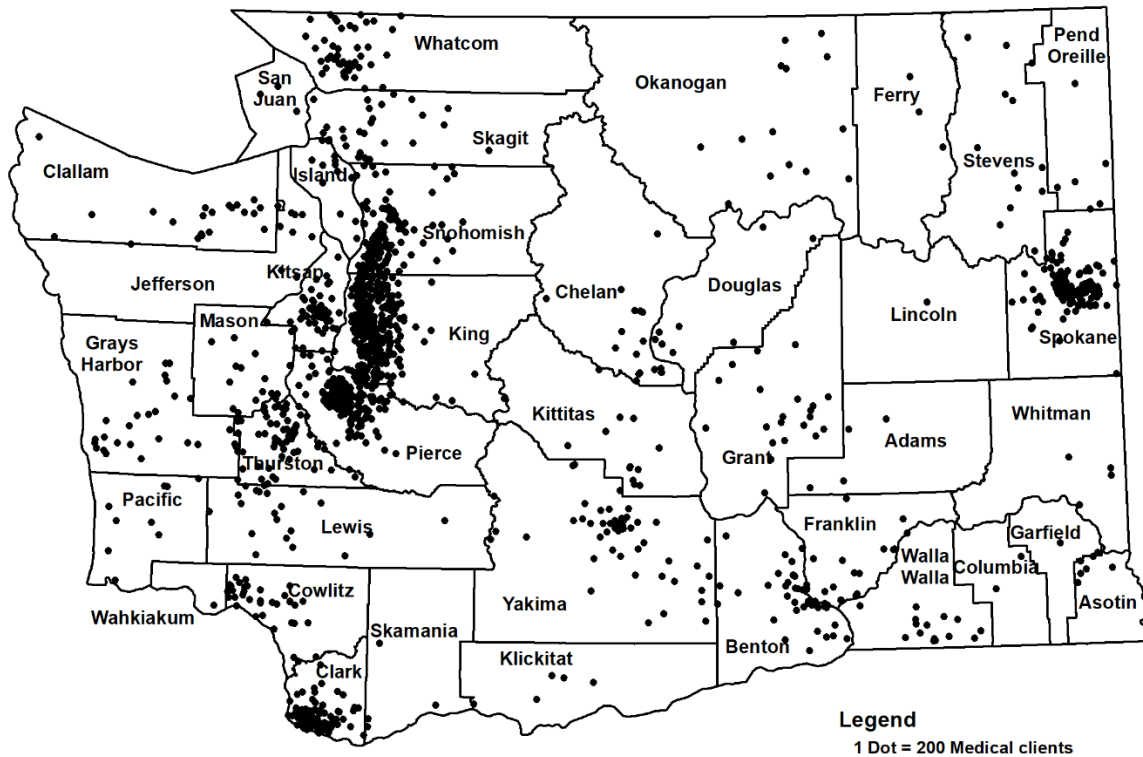 Whatcom
Pend
Oreille
San
Juan
Okanogan
Ferry
Skagit
Stevens
Clallam
Island
Snohomish
Kitsap
Jefferson
Chelan
Douglas
Lincoln
Mason
King
Spokane
Grays
Harbor
Kittitas
Whitman
Adams
Thurston
Pierce
Grant
Pacific
Lewis
Franklin
Garfield
Walla
Walla
Columbia
Cowlitz
Yakima
Asotin
Wahkiakum
Skamania
Benton
Klickitat
Clark
Legend
1 Dot = 200 Medical clients